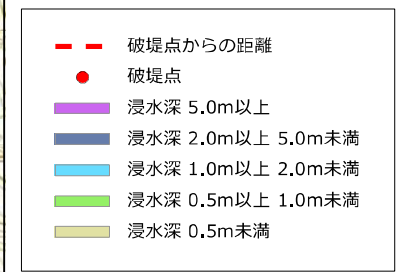 破堤点からの距離
破堤点
浸水深 5.0m以上
浸水深 2.0m以上 5.0m未満
浸水深 1.0m以上 2.0m未満
浸水深 0.5m以上 1.0m未満
浸水深 0.5m未満